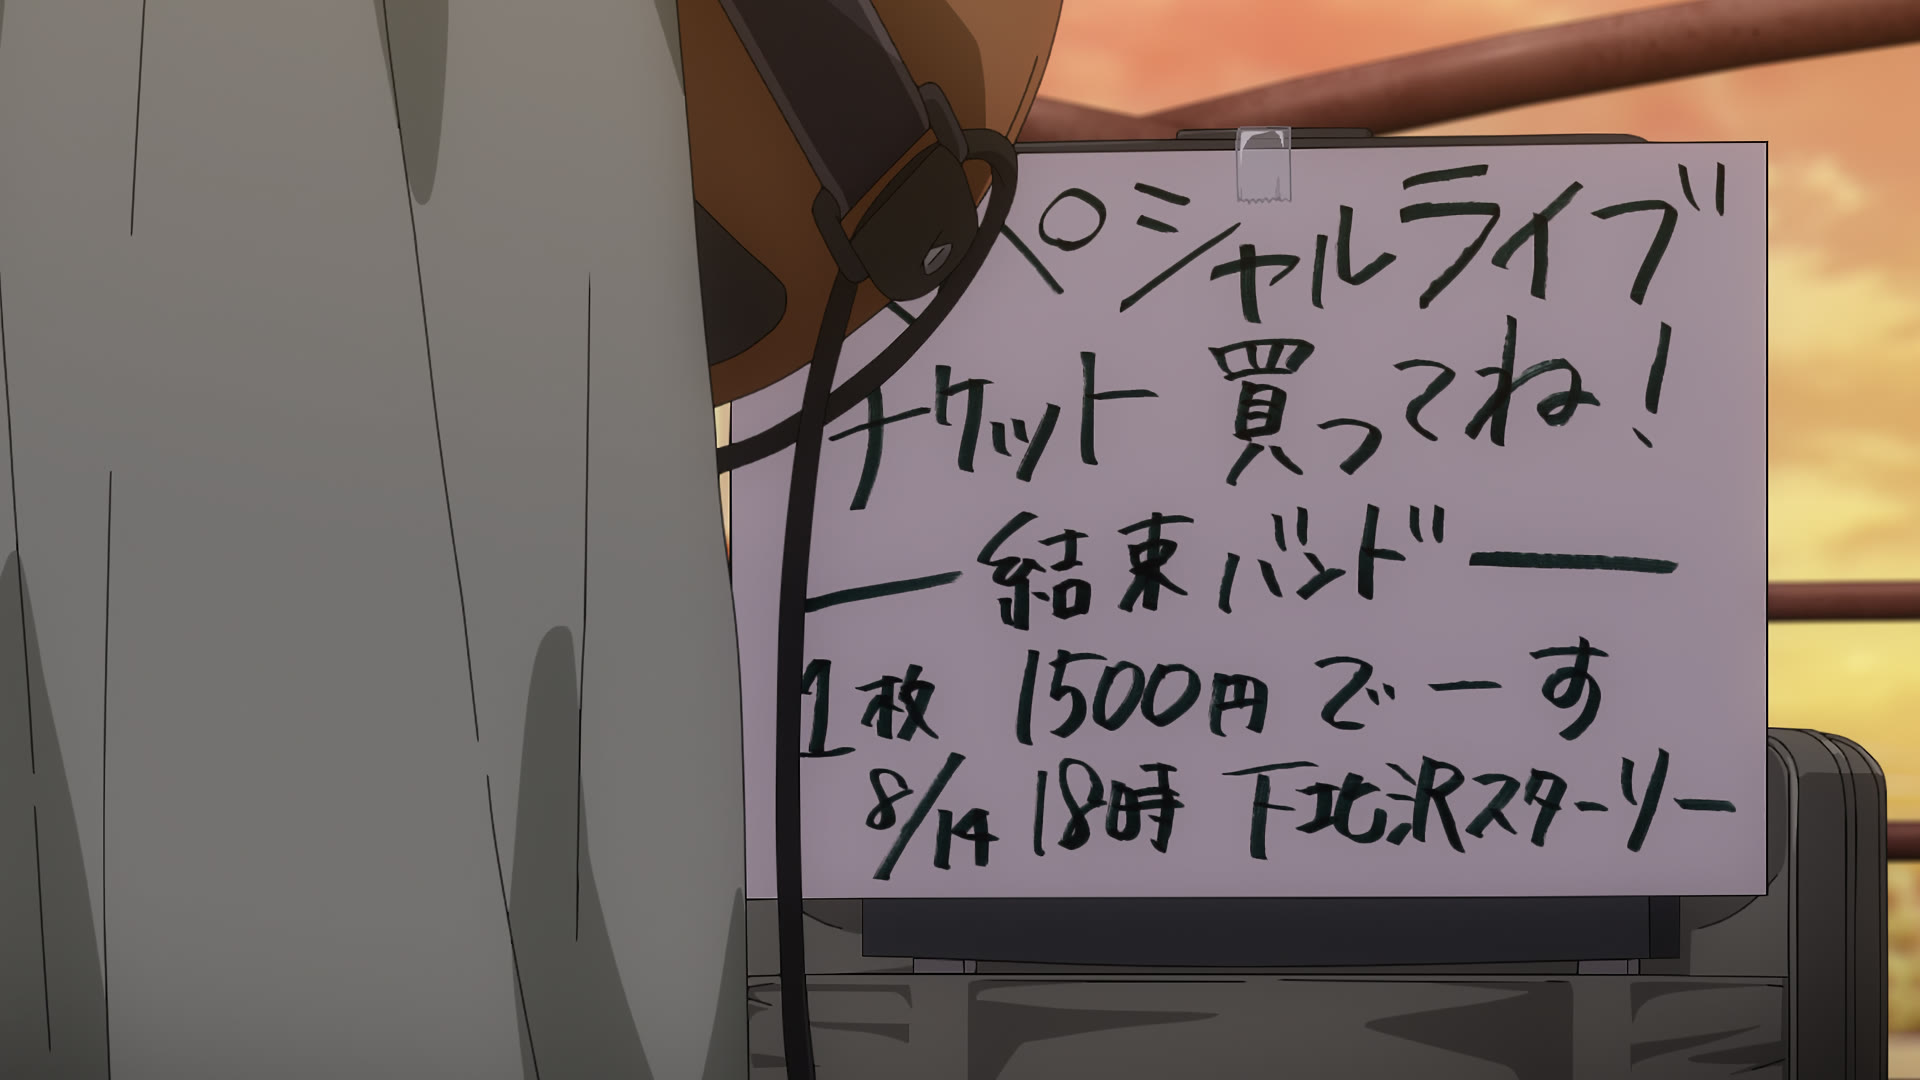 ペシャルライブ
チケット 買ってね!
― 結束バンド ―
1枚 1500円 でーす
8/14 18時 下北沢スターリー